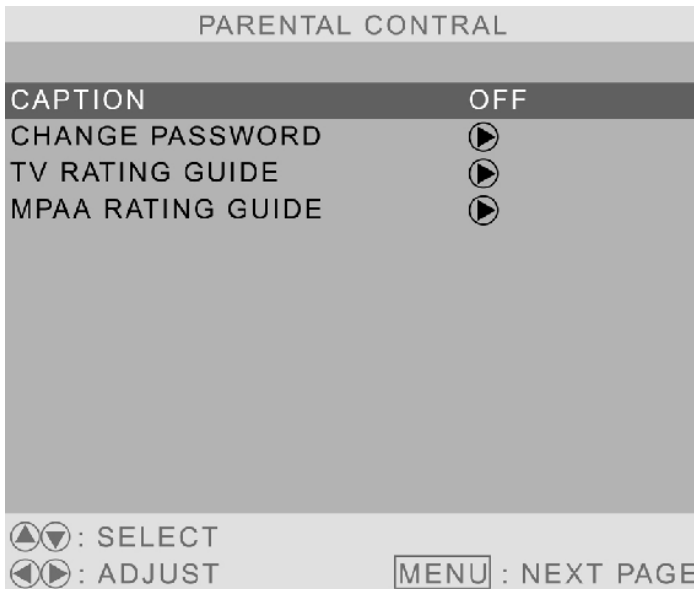 PARENTAL CONTRAL
CAPTION OFF
CHANGE PASSWORD
TV RATING GUIDE
MPAA RATING GUIDE
: SELECT
: ADJUST MENU : NEXT PAGE